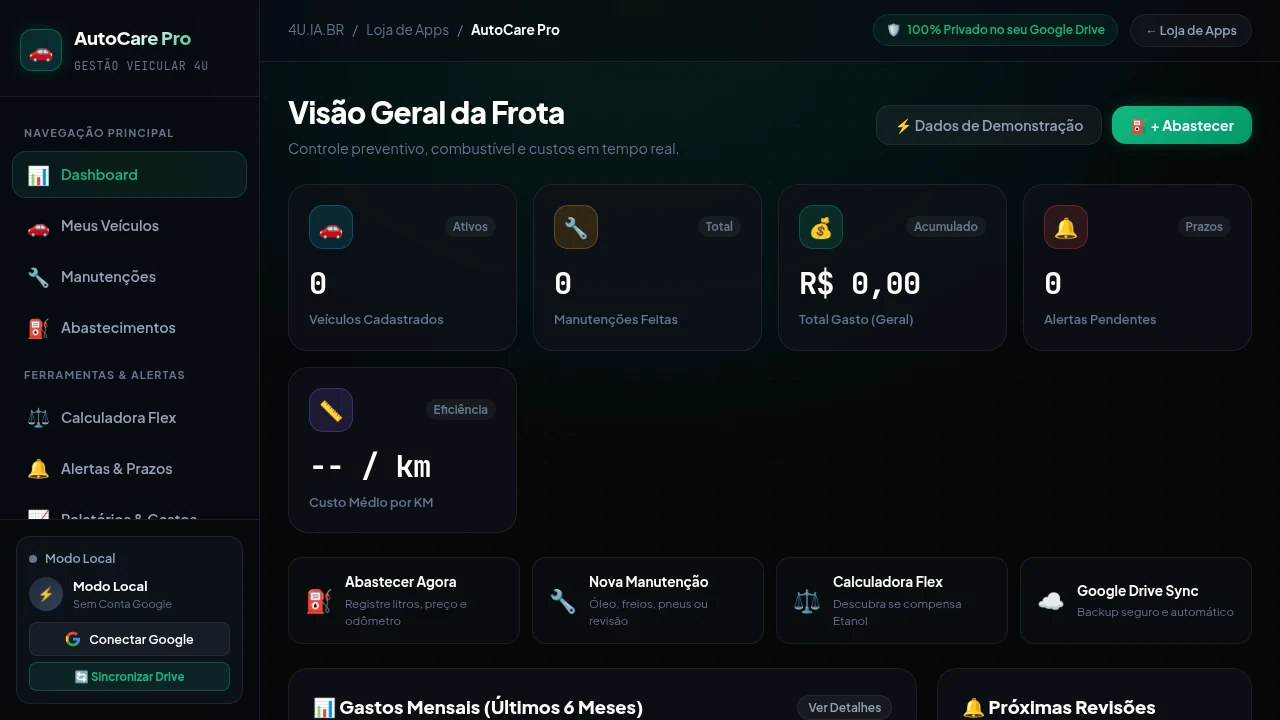 AutoCare Pro
GESTÃO VEICULAR 4U
NAVEGAÇÃO PRINCIPAL
Dashboard
Meus Veículos
Manutenções
Abastecimentos
FERRAMENTAS & ALERTAS
Calculadora Flex
Alertas & Prazos
Relatórios & Gastos
Modo Local
Modo Local
Sem Conta Google
Conectar Google
Sincronizar Drive
4U.IA.BR / Loja de Apps / AutoCare Pro
100% Privado no seu Google Drive
← Loja de Apps
Visão Geral da Frota
Controle preventivo, combustível e custos em tempo real.
Dados de Demonstração
+ Abastecer
Ativos
0
Veículos Cadastrados
Total
0
Manutenções Feitas
Acumulado
R$ 0,00
Total Gasto (Geral)
Prazos
0
Alertas Pendentes
Eficiência
-- / km
Custo Médio por KM
Abastecer Agora
Registre litros, preço e
odômetro
Nova Manutenção
Óleo, freios, pneus ou
revisão
Calculadora Flex
Descubra se compensa
Etanol
Google Drive Sync
Backup seguro e automático
Gastos Mensais (Últimos 6 Meses)
Ver Detalhes
Próximas Revisões